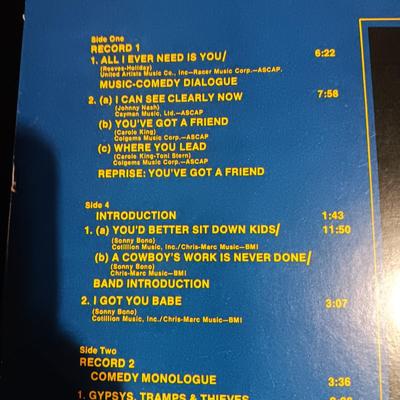 Side One
RECORD 1
1. ALL I EVER NEED IS YOU/ 6:22
(Reeves-Holiday)
United Artists Music Co., Inc—Racer Music Corp.—ASCAP.
MUSIC-COMEDY DIALOGUE
2. (a) I CAN SEE CLEARLY NOW 7:58
(Johnny Nash)
Cayman Music, Ltd.—ASCAP
(b) YOU'VE GOT A FRIEND
(Carole King)
Colgems Music Corp.—ASCAP
(c) WHERE YOU LEAD
(Carole King-Toni Stern)
Colgems Music Corp.—ASCAP
REPRISE: YOU'VE GOT A FRIEND
Side 4
INTRODUCTION 1:43
1. (a) YOU'D BETTER SIT DOWN KIDS/ 11:50
(Sonny Bono)
Cotillion Music, Inc./Chris-Marc Music—BMI
(b) A COWBOY'S WORK IS NEVER DONE/
(Sonny Bono)
Chris-Marc Music—BMI
BAND INTRODUCTION
2. I GOT YOU BABE 3:07
(Sonny Bono)
Cotillion Music, Inc./Chris-Marc Music—BMI
Side Two
RECORD 2
COMEDY MONOLOGUE 3:36
1. GYPSYS, TRAMPS & THIEVES